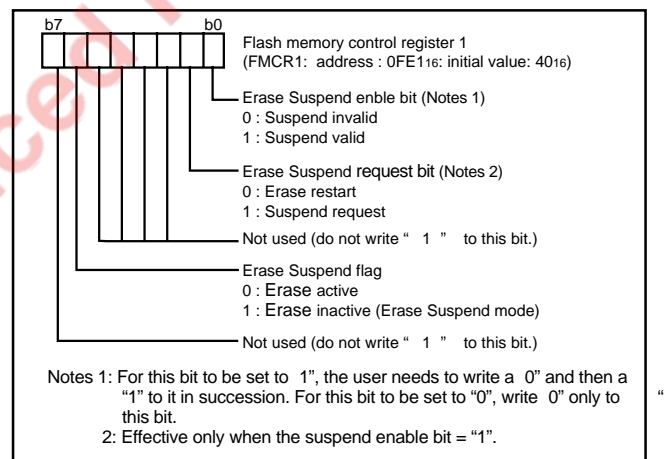 b7 b0
Flash memory control register 1
(FMCR1: address : 0FE116: initial value: 4016)
Erase Suspend enble bit (Notes 1)
0 : Suspend invalid
1 : Suspend valid
Erase Suspend request bit (Notes 2)
0 : Erase restart
1 : Suspend request
Not used (do not write “ 1 ” to this bit.)
Erase Suspend flag
0 : Erase active
1 : Erase inactive (Erase Suspend mode)
Not used (do not write “ 1 ” to this bit.)
Notes 1: For this bit to be set to 1”, the user needs to write a 0” and then a
“1” to it in succession. For this bit to be set to “0”, write 0” only to “
this bit.
2: Effective only when the suspend enable bit = “1”.